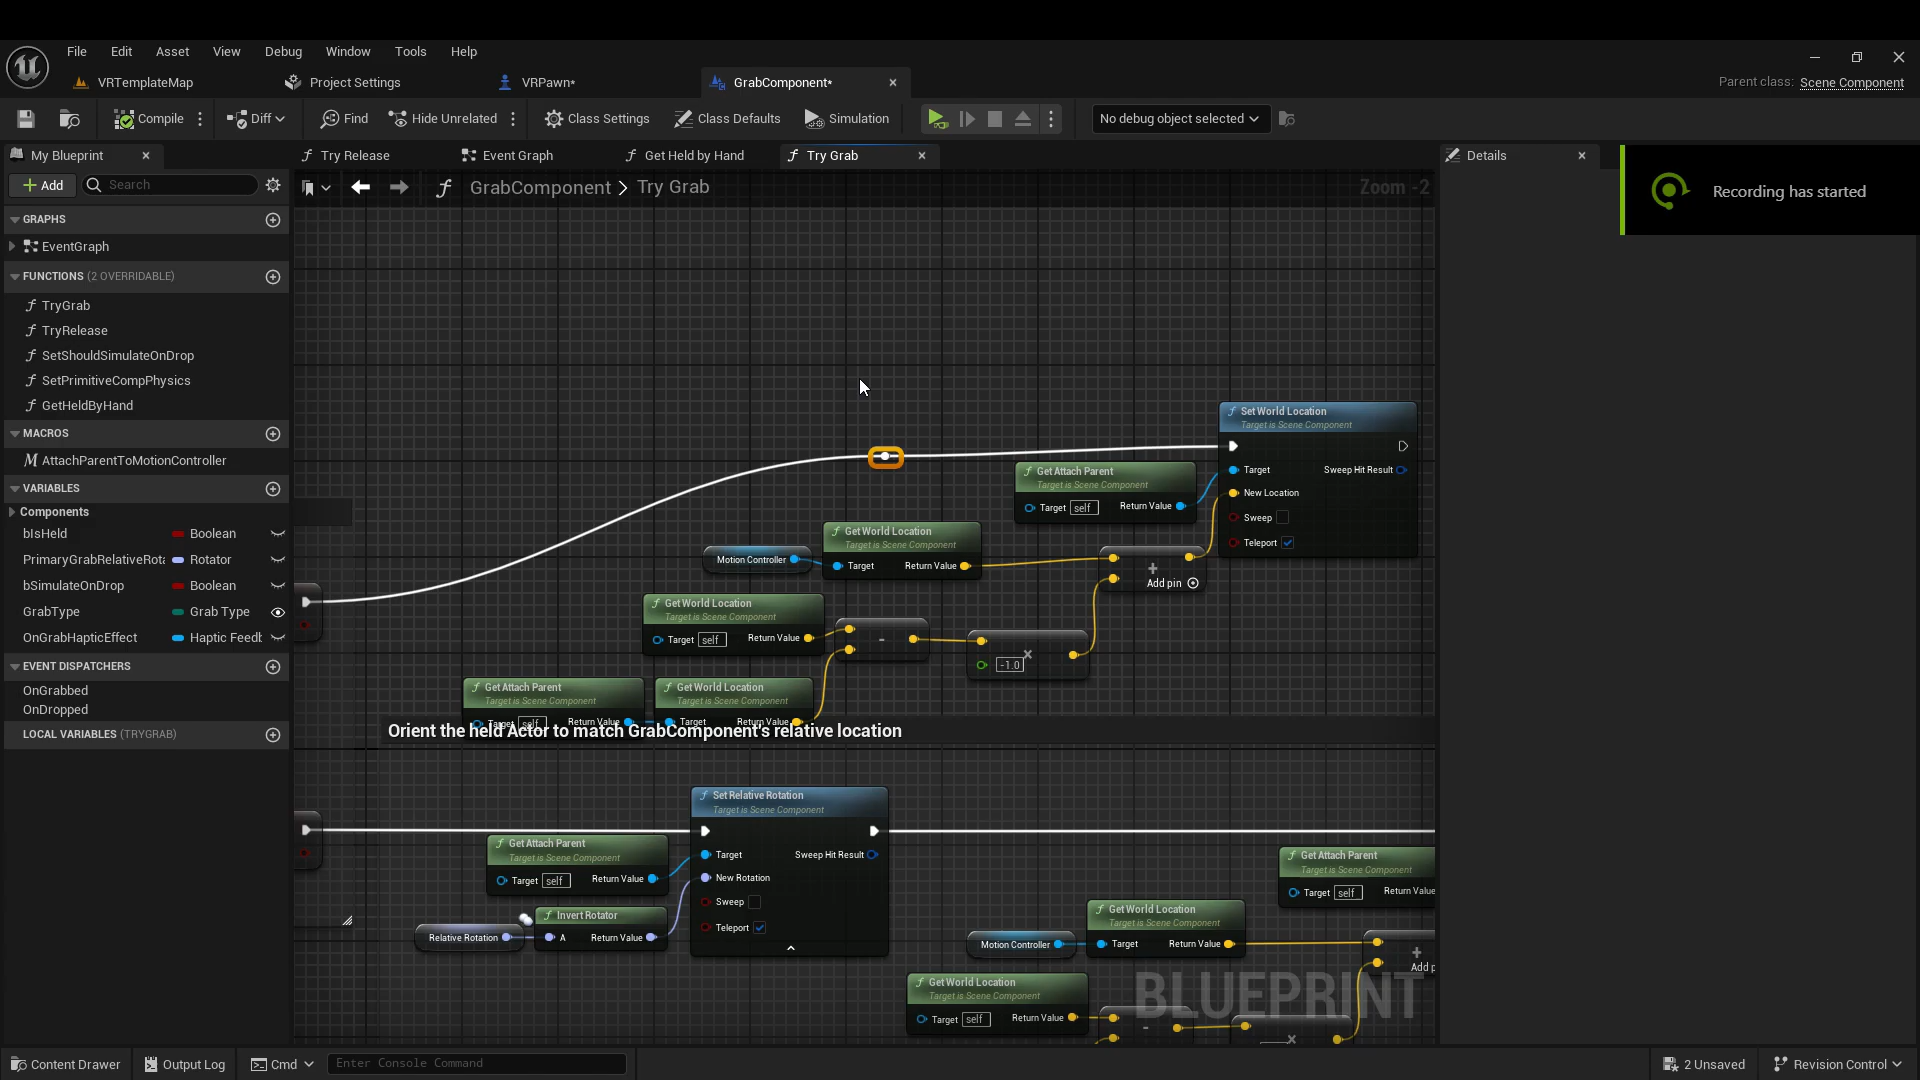 File Edit Asset View Debug Window Tools Help
VRTemplateMap Project Settings VRPawn* GrabComponent*
Parent class: Scene Component
Compile Diff Find Hide Unrelated Class Settings Class Defaults Simulation No debug object selected
My Blueprint Try Release Event Graph Get Held by Hand Try Grab Details
Add Search
GrabComponent > Try Grab
Zoom -2
Recording has started
GRAPHS
EventGraph
FUNCTIONS (2 OVERRIDABLE)
TryGrab
TryRelease
SetShouldSimulateOnDrop
SetPrimitiveCompPhysics
GetHeldByHand
MACROS
AttachParentToMotionController
VARIABLES
Components
bIsHeld Boolean
PrimaryGrabRelativeRota Rotator
bSimulateOnDrop Boolean
GrabType Grab Type
OnGrabHapticEffect Haptic Feedb
EVENT DISPATCHERS
OnGrabbed
OnDropped
LOCAL VARIABLES (TRYGRAB)
Set World Location
Target is Scene Component
Target Sweep Hit Result
New Location
Sweep
Teleport
Get Attach Parent
Target is Scene Component
Target self Return Value
Get World Location
Target is Scene Component
Motion Controller Target Return Value
+
Add pin
Get World Location
Target is Scene Component
Target self Return Value
-
×
-1.0
Get Attach Parent
Target is Scene Component
Target self Return Value
Get World Location
Target is Scene Component
Target Return Value
Orient the held Actor to match GrabComponent's relative location
Set Relative Rotation
Target is Scene Component
Target Sweep Hit Result
New Rotation
Sweep
Teleport
Get Attach Parent
Target is Scene Component
Target self Return Value
Invert Rotator
Relative Rotation A Return Value
Get Attach Parent
Target is Scene Component
Target self Return Value
Get World Location
Target is Scene Component
Motion Controller Target Return Value
+
Add p
Get World Location
Target is Scene Component
Target self Return Value
-
×
BLUEPRINT
Content Drawer Output Log Cmd Enter Console Command 2 Unsaved Revision Control